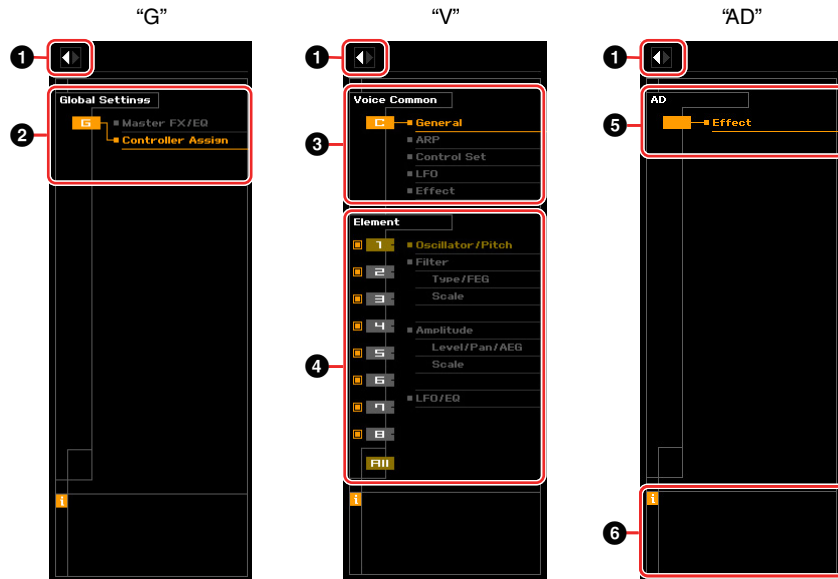 “G”
“V”
“AD”
1
Global Settings
2
G
Master FX/EQ
Controller Assign
i
1
Voice Common
3
C
General
ARP
Control Set
LFO
Effect
Element
4
1
Oscillator/Pitch
2
Filter
Type/FEG
3
Scale
4
Amplitude
5
Level/Pan/AEG
Scale
6
7
LFO/EQ
8
All
i
1
AD
5
Effect
6
i